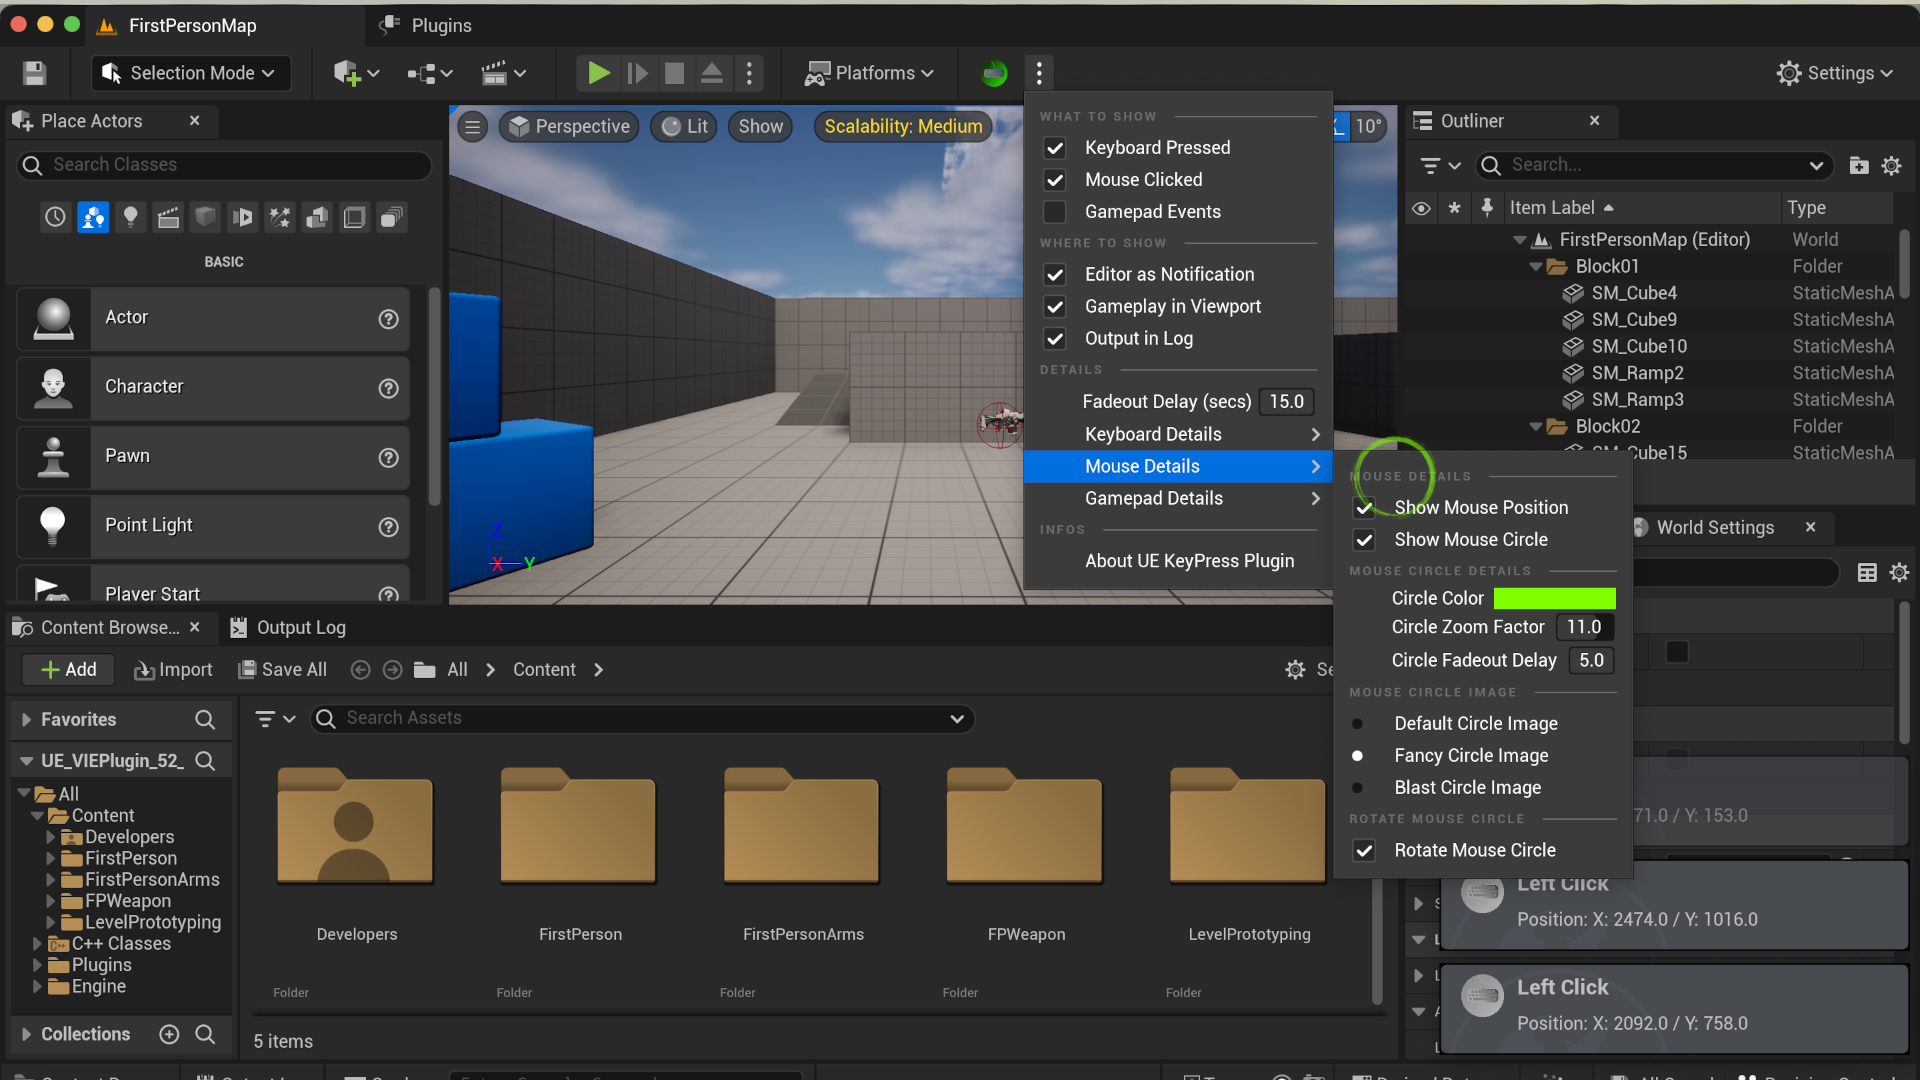 FirstPersonMap
Plugins
Selection Mode
Platforms
Settings
Place Actors
Search Classes
BASIC
Actor
Character
Pawn
Point Light
Player Start
Perspective
Lit
Show
Scalability: Medium
10°
Z
X
Y
WHAT TO SHOW
Keyboard Pressed
Mouse Clicked
Gamepad Events
WHERE TO SHOW
Editor as Notification
Gameplay in Viewport
Output in Log
DETAILS
Fadeout Delay (secs) 15.0
Keyboard Details
Mouse Details
Gamepad Details
INFOS
About UE KeyPress Plugin
MOUSE DETAILS
Show Mouse Position
Show Mouse Circle
MOUSE CIRCLE DETAILS
Circle Color
Circle Zoom Factor 11.0
Circle Fadeout Delay 5.0
MOUSE CIRCLE IMAGE
Default Circle Image
Fancy Circle Image
Blast Circle Image
ROTATE MOUSE CIRCLE
Rotate Mouse Circle
Outliner
Search...
Item Label
Type
FirstPersonMap (Editor) World
Block01 Folder
SM_Cube4 StaticMeshA
SM_Cube9 StaticMeshA
SM_Cube10 StaticMeshA
SM_Ramp2 StaticMeshA
SM_Ramp3 StaticMeshA
Block02 Folder
Cube15 StaticMeshA
World Settings
71.0 / Y: 153.0
Left Click
Position: X: 2474.0 / Y: 1016.0
Left Click
Position: X: 2092.0 / Y: 758.0
Content Browse...
Output Log
Add
Import
Save All
All
Content
Se
Favorites
Search Assets
UE_VIEPlugin_52_
All
Content
Developers
FirstPerson
FirstPersonArms
FPWeapon
LevelPrototyping
C++ Classes
Plugins
Engine
Collections
Developers
FirstPerson
FirstPersonArms
FPWeapon
LevelPrototyping
Folder
Folder
Folder
Folder
Folder
5 items